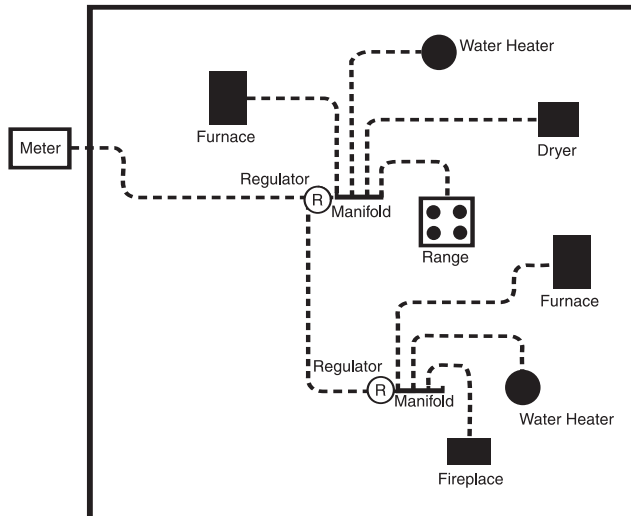 Water Heater
Furnace
Meter
Dryer
Regulator
R
Manifold
Range
Furnace
Regulator
R
Manifold
Water Heater
Fireplace